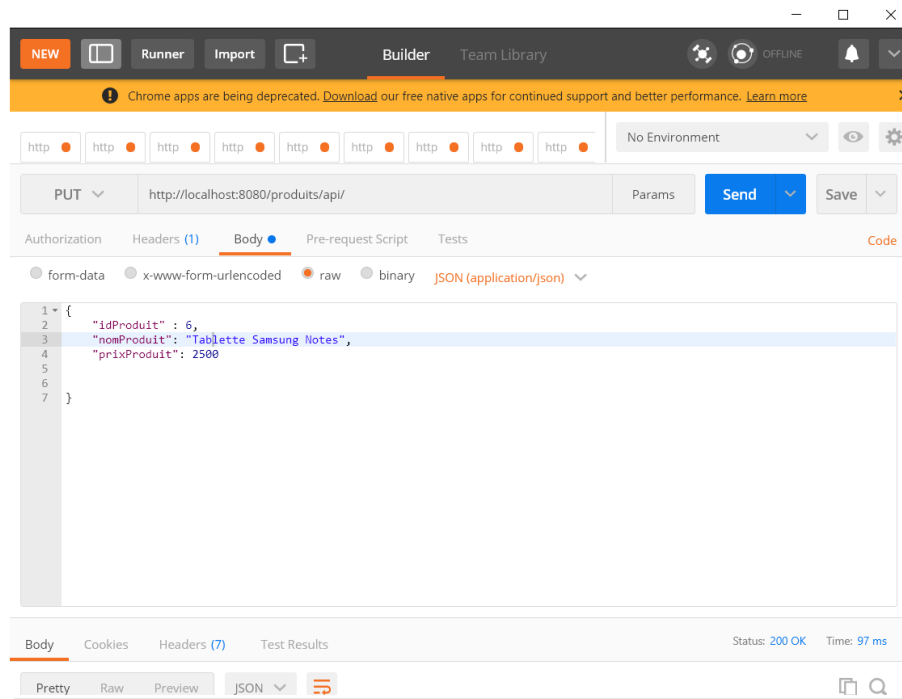 NEW Runner Import Builder Team Library OFFLINE
! Chrome apps are being deprecated. Download our free native apps for continued support and better performance. Learn more
http http http http http http http http http No Environment
PUT http://localhost:8080/produits/api/ Params Send Save
Authorization Headers (1) Body Pre-request Script Tests Code
form-data x-www-form-urlencoded raw binary JSON (application/json)
1 {
2 "idProduit" : 6,
3 "nomProduit": "Tablette Samsung Notes",
4 "prixProduit": 2500
5
6
7 }
Body Cookies Headers (7) Test Results Status: 200 OK Time: 97 ms
Pretty Raw Preview JSON